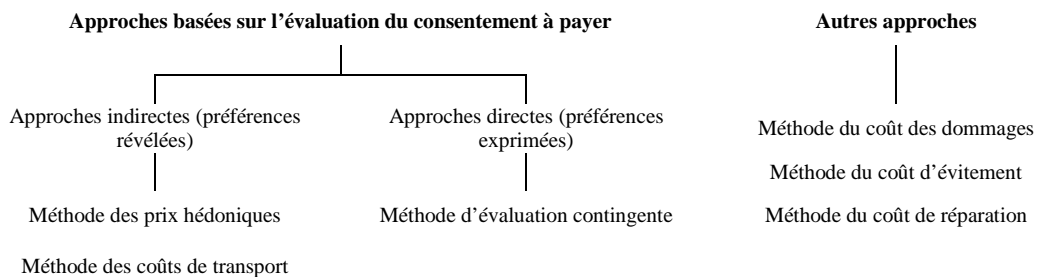 Approches basées sur l'évaluation du consentement à payer
Autres approches
Approches indirectes (préférences
révélées)
Approches directes (préférences
exprimées)
Méthode des prix hédoniques
Méthode des coûts de transport
Méthode d'évaluation contingente
Méthode du coût des dommages
Méthode du coût d'évitement
Méthode du coût de réparation